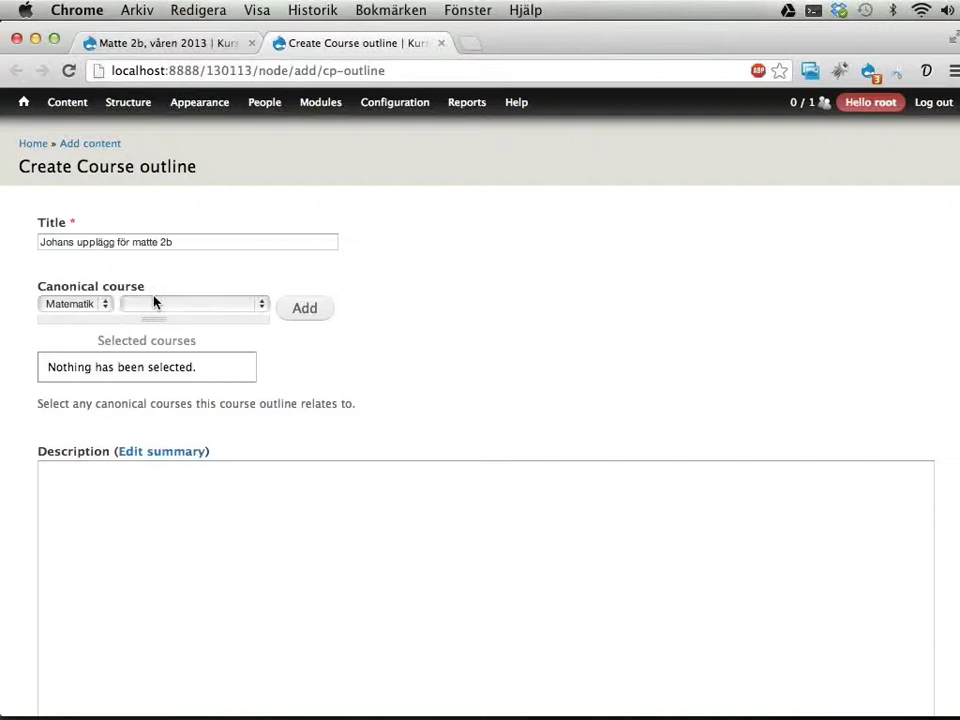 Chrome Arkiv Redigera Visa Historik Bokmärken Fönster Hjälp
Matte 2b, våren 2013 | Kurs
Create Course outline | Kurs
localhost:8888/130113/node/add/cp-outline
ABP
3
Content Structure Appearance People Modules Configuration Reports Help 0 / 1 Hello root Log out
Home » Add content
Create Course outline
Title *
Johans upplägg för matte 2b
Canonical course
Matematik
Add
Selected courses
Nothing has been selected.
Select any canonical courses this course outline relates to.
Description (Edit summary)